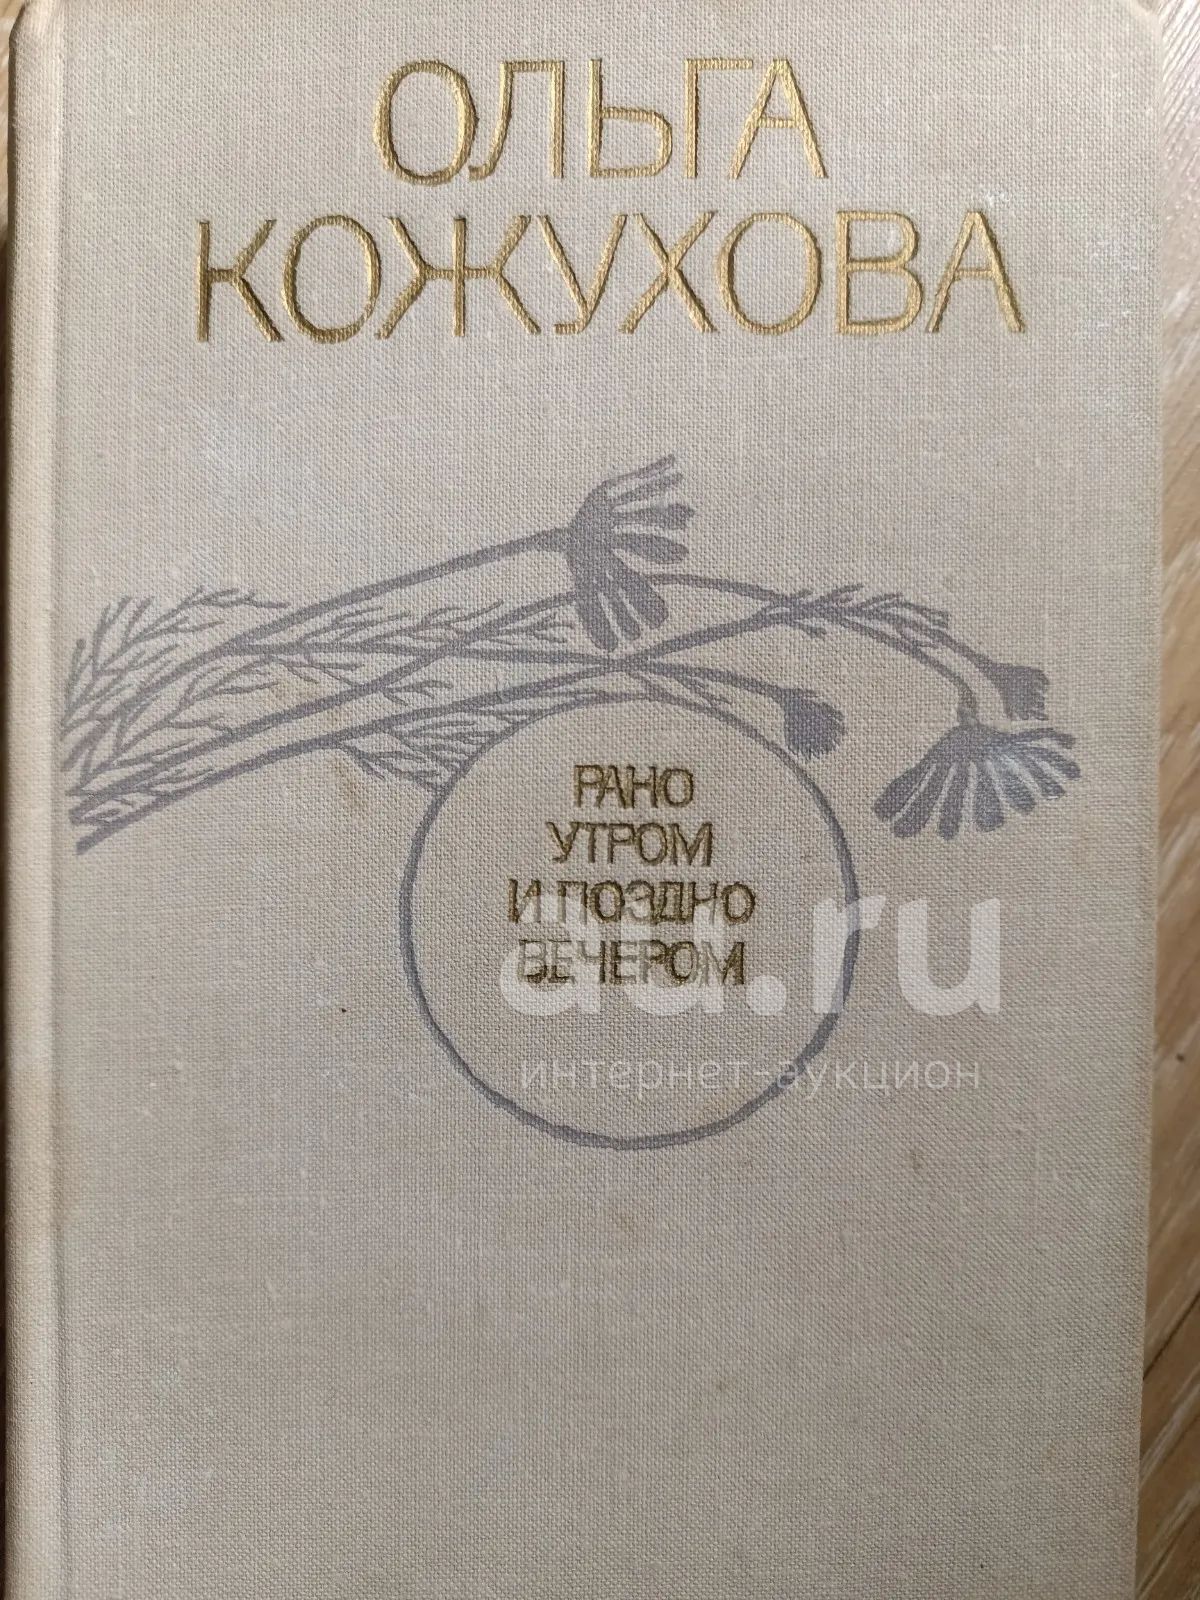 ОЛЬГА
КОЖУХОВА
РАНО
УТРОМ
И ПОЗДНО
ВЕЧЕРОМ
au.ru
интернет-аукцион